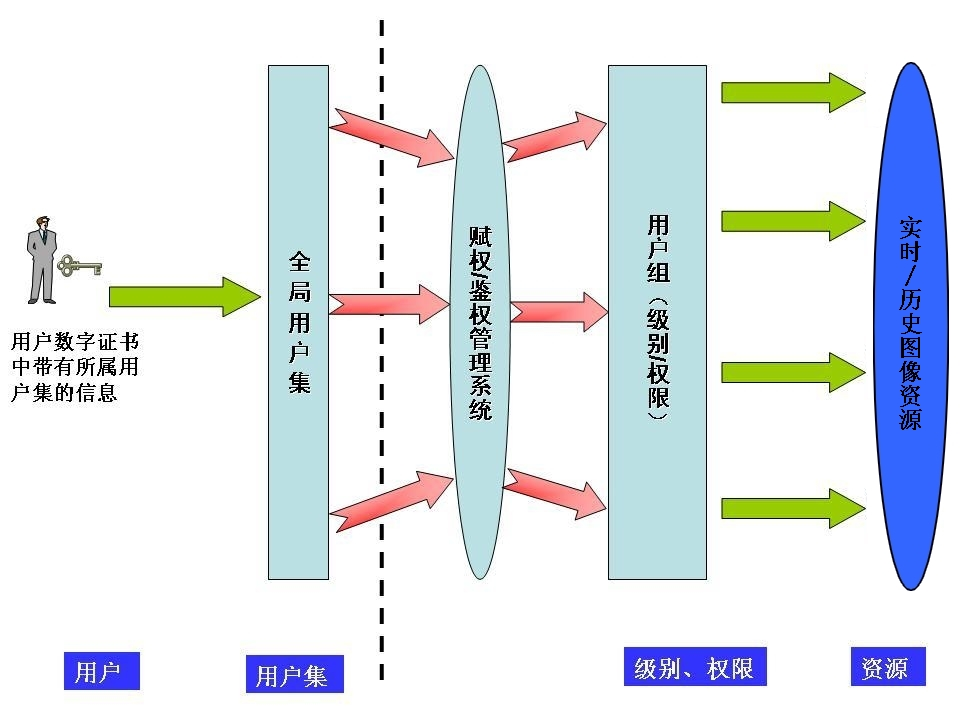 用户数字证书
中带有所属用
户集的信息
全局用户集
赋权/鉴权管理系统
用户组（级别/权限）
实时/历史图像资源
用户
用户集
级别、权限
资源